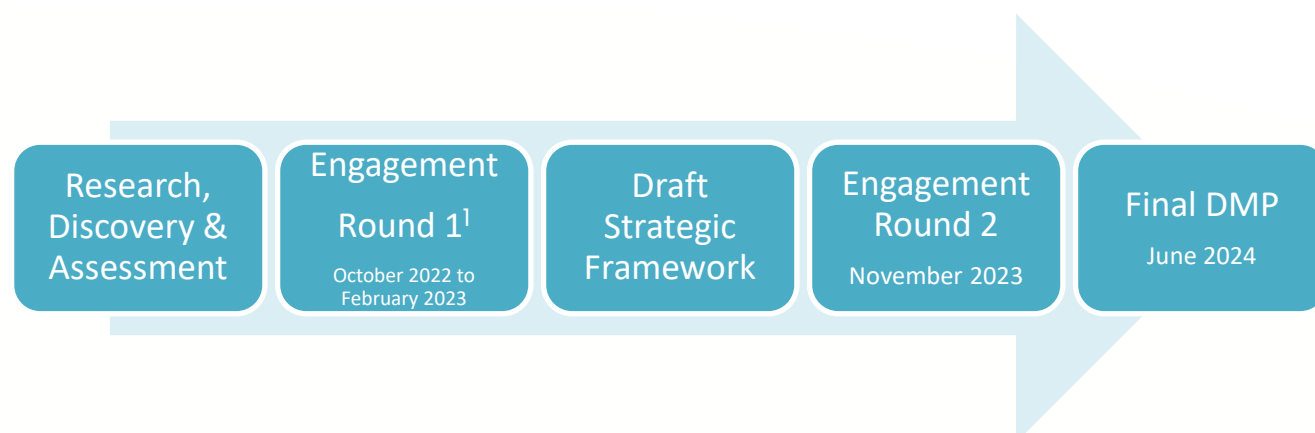 Research,
Discovery &
Assessment
Engagement
Round 1¹
October 2022 to
February 2023
Draft
Strategic
Framework
Engagement
Round 2
November 2023
Final DMP
June 2024